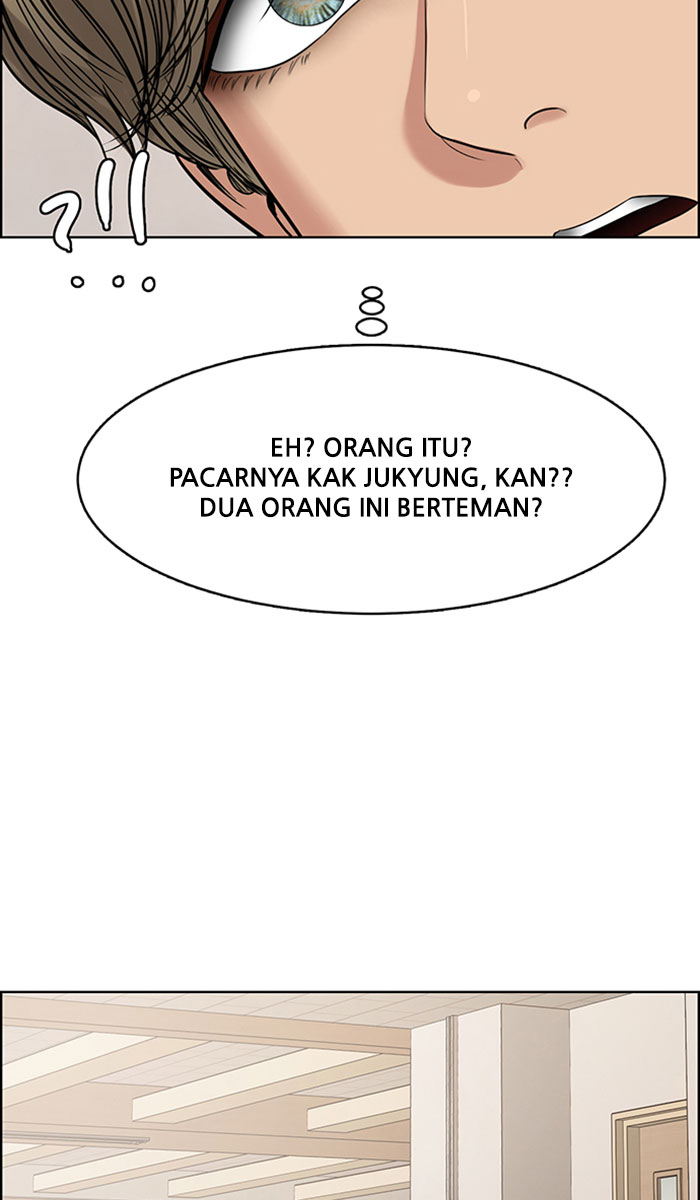 ?!!
...
EH? ORANG ITU?
PACARNYA KAK JUKYUNG, KAN??
DUA ORANG INI BERTEMAN?